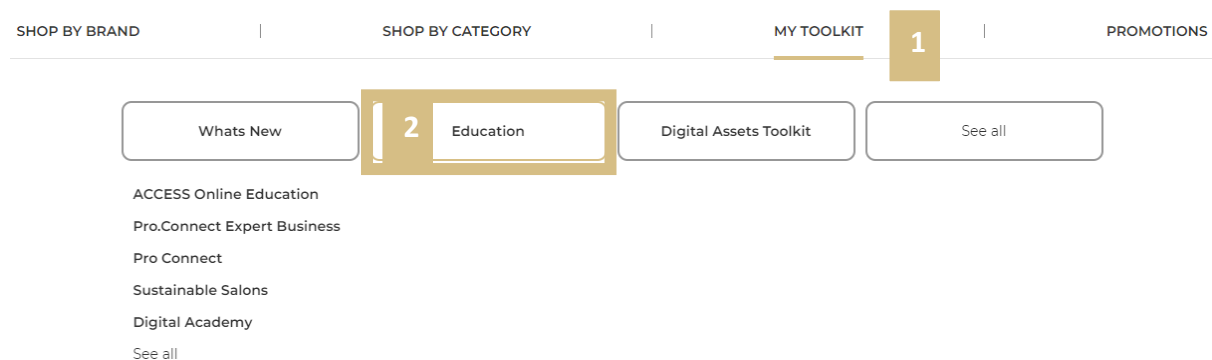 SHOP BY BRAND | SHOP BY CATEGORY | MY TOOLKIT 1 | PROMOTIONS
Whats New 2 Education Digital Assets Toolkit See all
ACCESS Online Education
Pro.Connect Expert Business
Pro Connect
Sustainable Salons
Digital Academy
See all